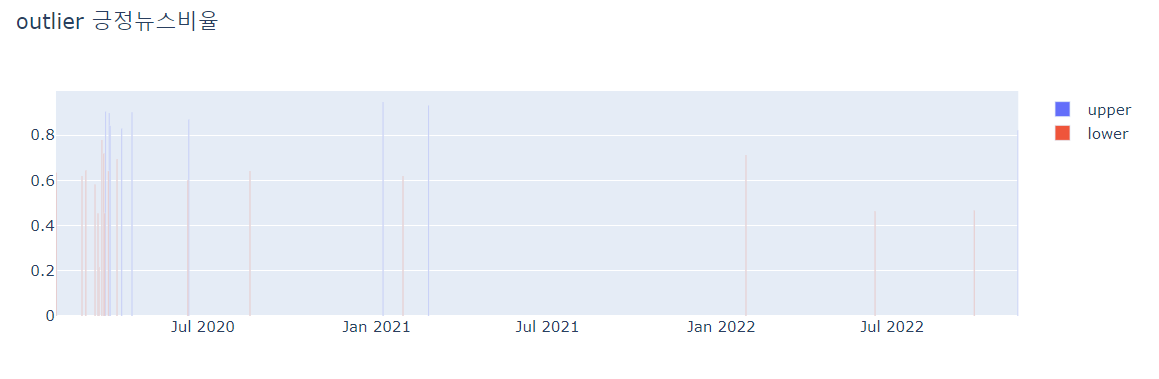 outlier 긍정뉴스비율
upper
lower
0.8
0.6
0.4
0.2
0
Jul 2020
Jan 2021
Jul 2021
Jan 2022
Jul 2022